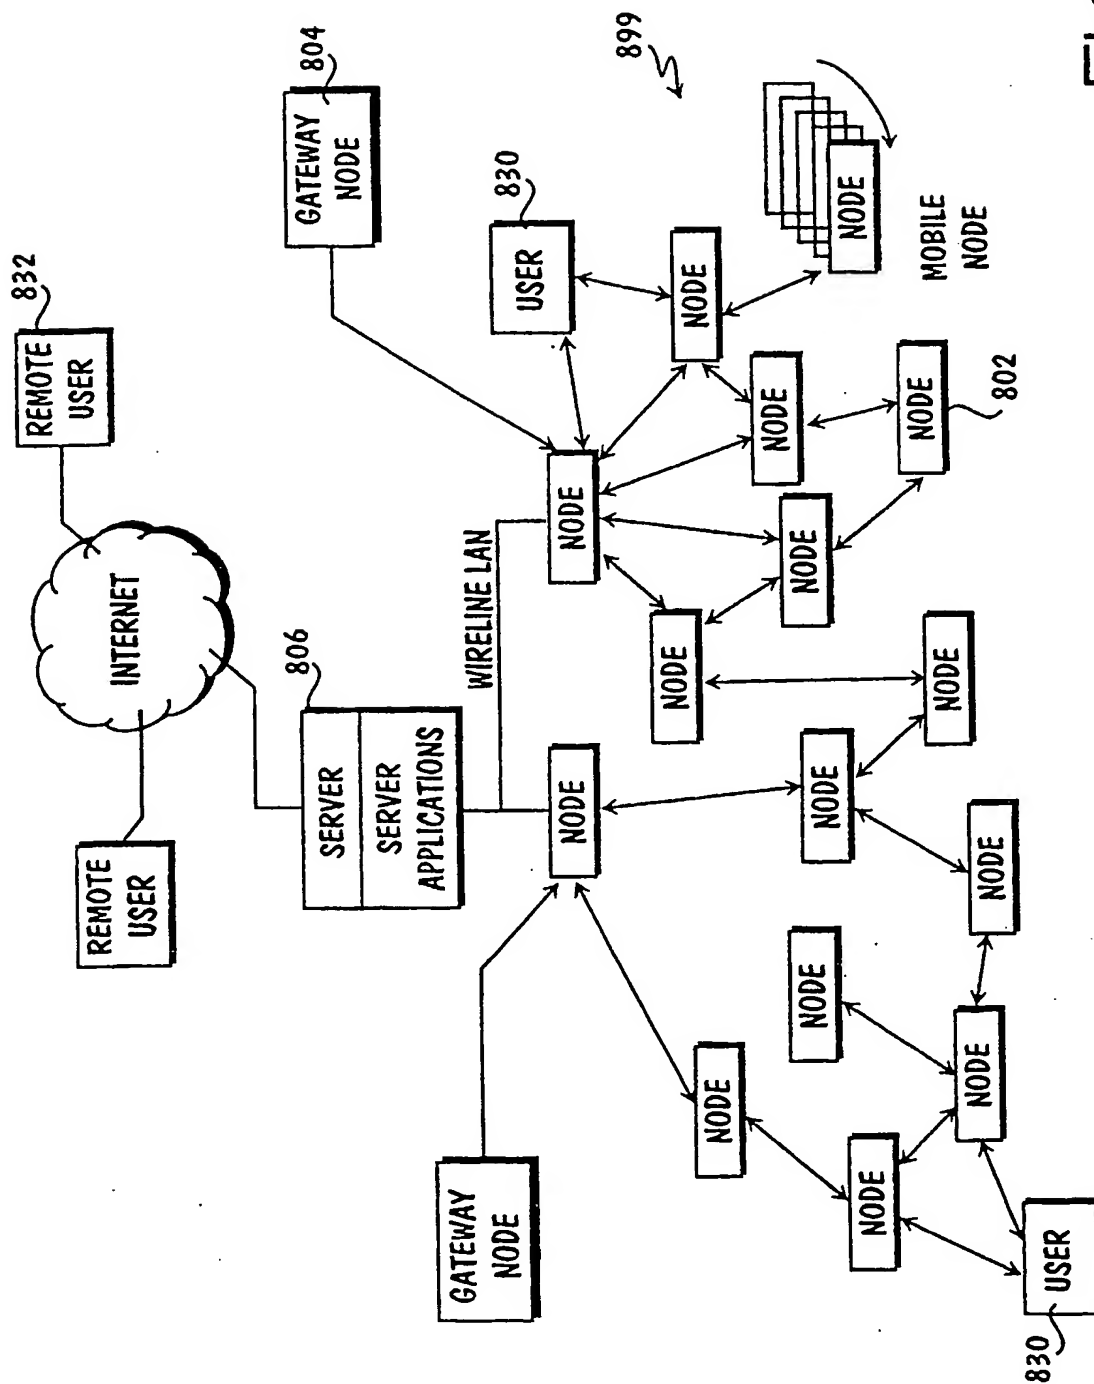 832
REMOTE
USER
REMOTE
USER
INTERNET
806
804
GATEWAY
NODE
SERVER
SERVER
APPLICATIONS
GATEWAY
NODE
WIRELINE LAN
830
USER
NODE
NODE
899
NODE
NODE
NODE
NODE
NODE
NODE
NODE
NODE
NODE
NODE
MOBILE
NODE
NODE
NODE
NODE
802
830
USER